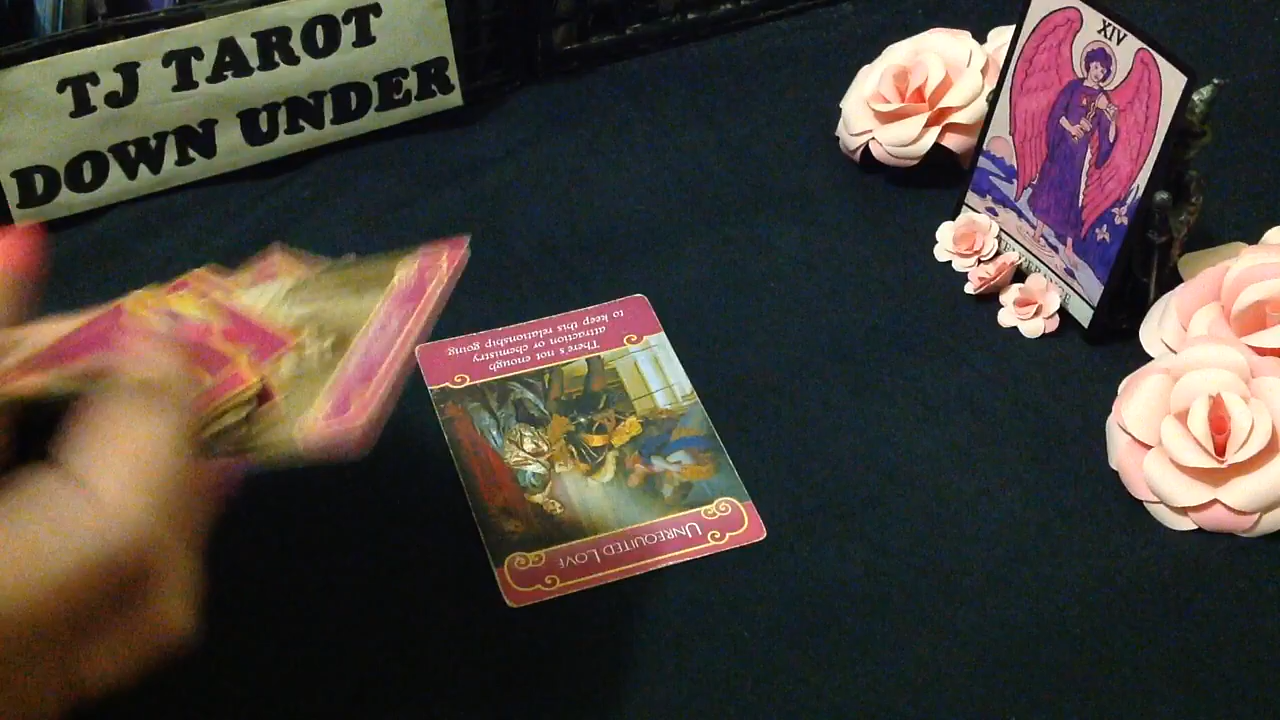 TJ TAROT
DOWN UNDER
XIV
UNREQUITED LOVE
There's not enough
attraction or chemistry
to keep this relationship going